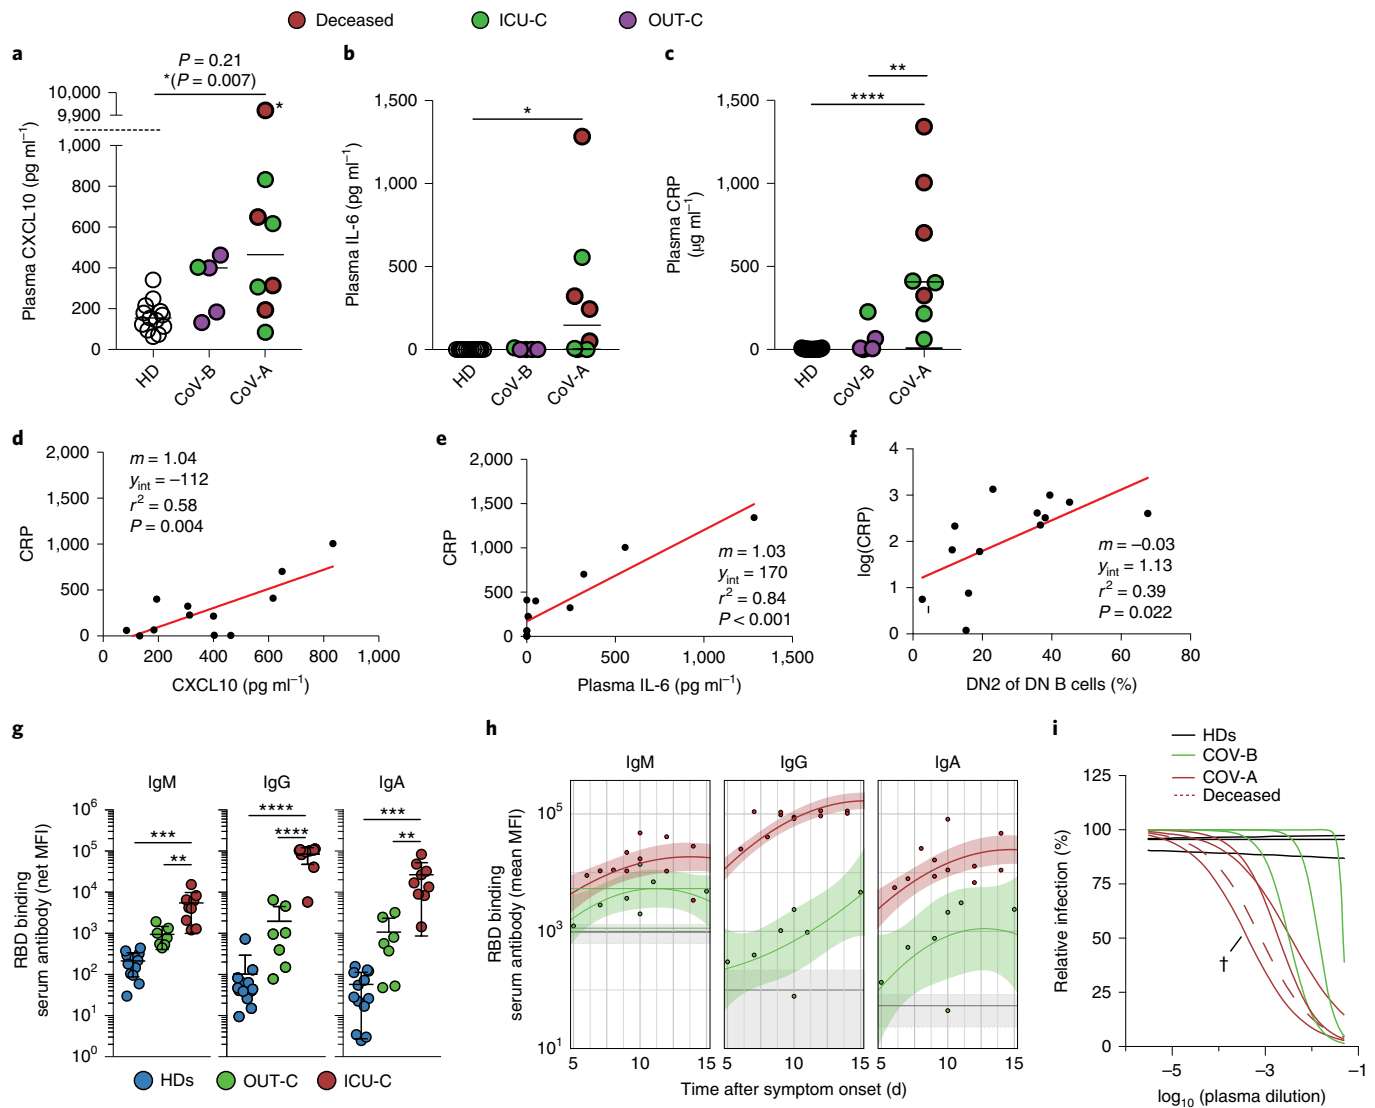 Deceased ICU-C OUT-C
a
P = 0.21
*(P = 0.007)
*
Plasma CXCL10 (pg ml−1)
10,000
9,900
1,000
800
600
400
200
0
HD CoV-B CoV-A
b
*
Plasma IL-6 (pg ml−1)
1,500
1,000
500
0
HD CoV-B CoV-A
c
**
****
Plasma CRP
(μg ml−1)
1,500
1,000
500
0
HD CoV-B CoV-A
d
CRP
2,000
1,500
1,000
500
0
m = 1.04
yint = −112
r2 = 0.58
P = 0.004
0 200 400 600 800 1,000
CXCL10 (pg ml−1)
e
CRP
2,000
1,500
1,000
500
0
m = 1.03
yint = 170
r2 = 0.84
P < 0.001
0 500 1,000 1,500
Plasma IL-6 (pg ml−1)
f
log(CRP)
4
3
2
1
0
m = −0.03
yint = 1.13
r2 = 0.39
P = 0.022
0 20 40 60 80
DN2 of DN B cells (%)
g
IgM IgG IgA
RBD binding
serum antibody (net MFI)
106
105
104
103
102
101
100
***
**
****
****
***
**
HDs OUT-C ICU-C
h
IgM IgG IgA
RBD binding
serum antibody (mean MFI)
105
103
101
5 10 15 5 10 15 5 10 15
Time after symptom onset (d)
i
HDs
COV-B
COV-A
Deceased
Relative infection (%)
125
100
75
50
25
0
†
−5 −3 −1
log10 (plasma dilution)